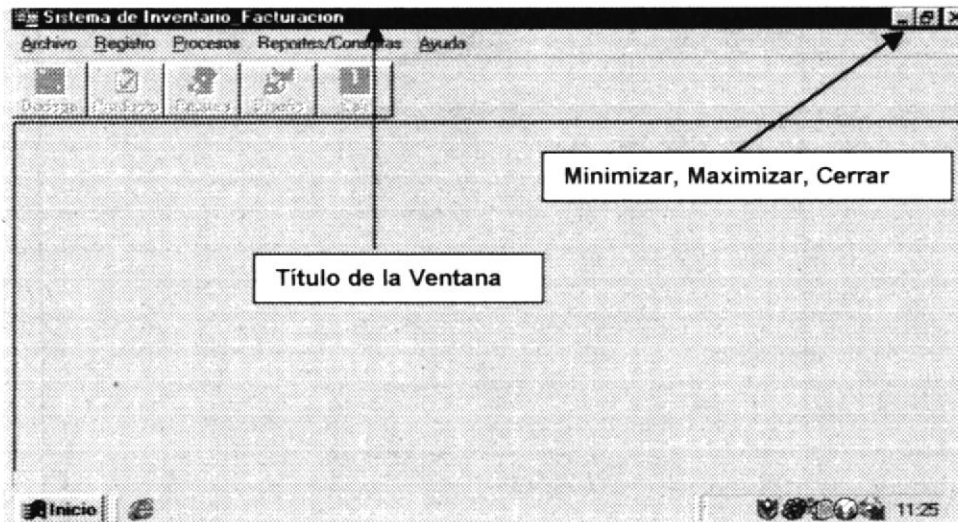 Sistema de Inventario_Facturacion
Archivo Registro Procesos Reportes/Consultas Ayuda
Minimizar, Maximizar, Cerrar
Título de la Ventana
Inicio
11:25